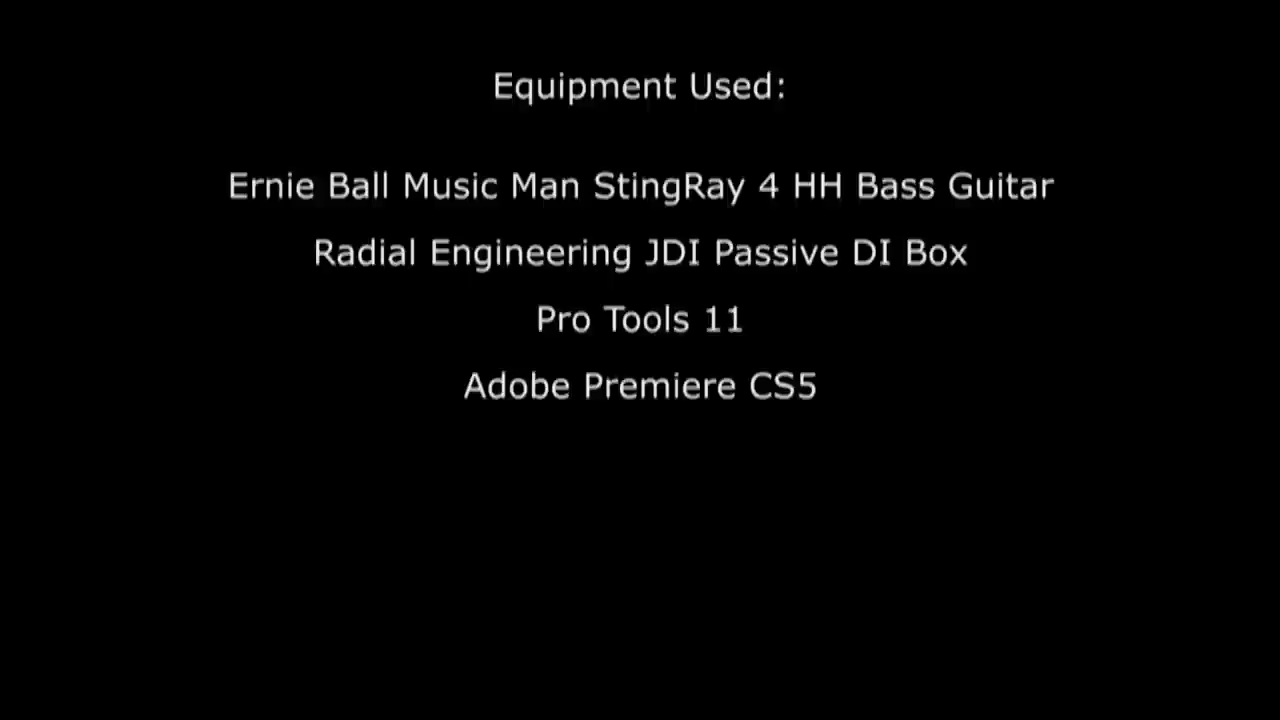 Equipment Used:
Ernie Ball Music Man StingRay 4 HH Bass Guitar
Radial Engineering JDI Passive DI Box
Pro Tools 11
Adobe Premiere CS5